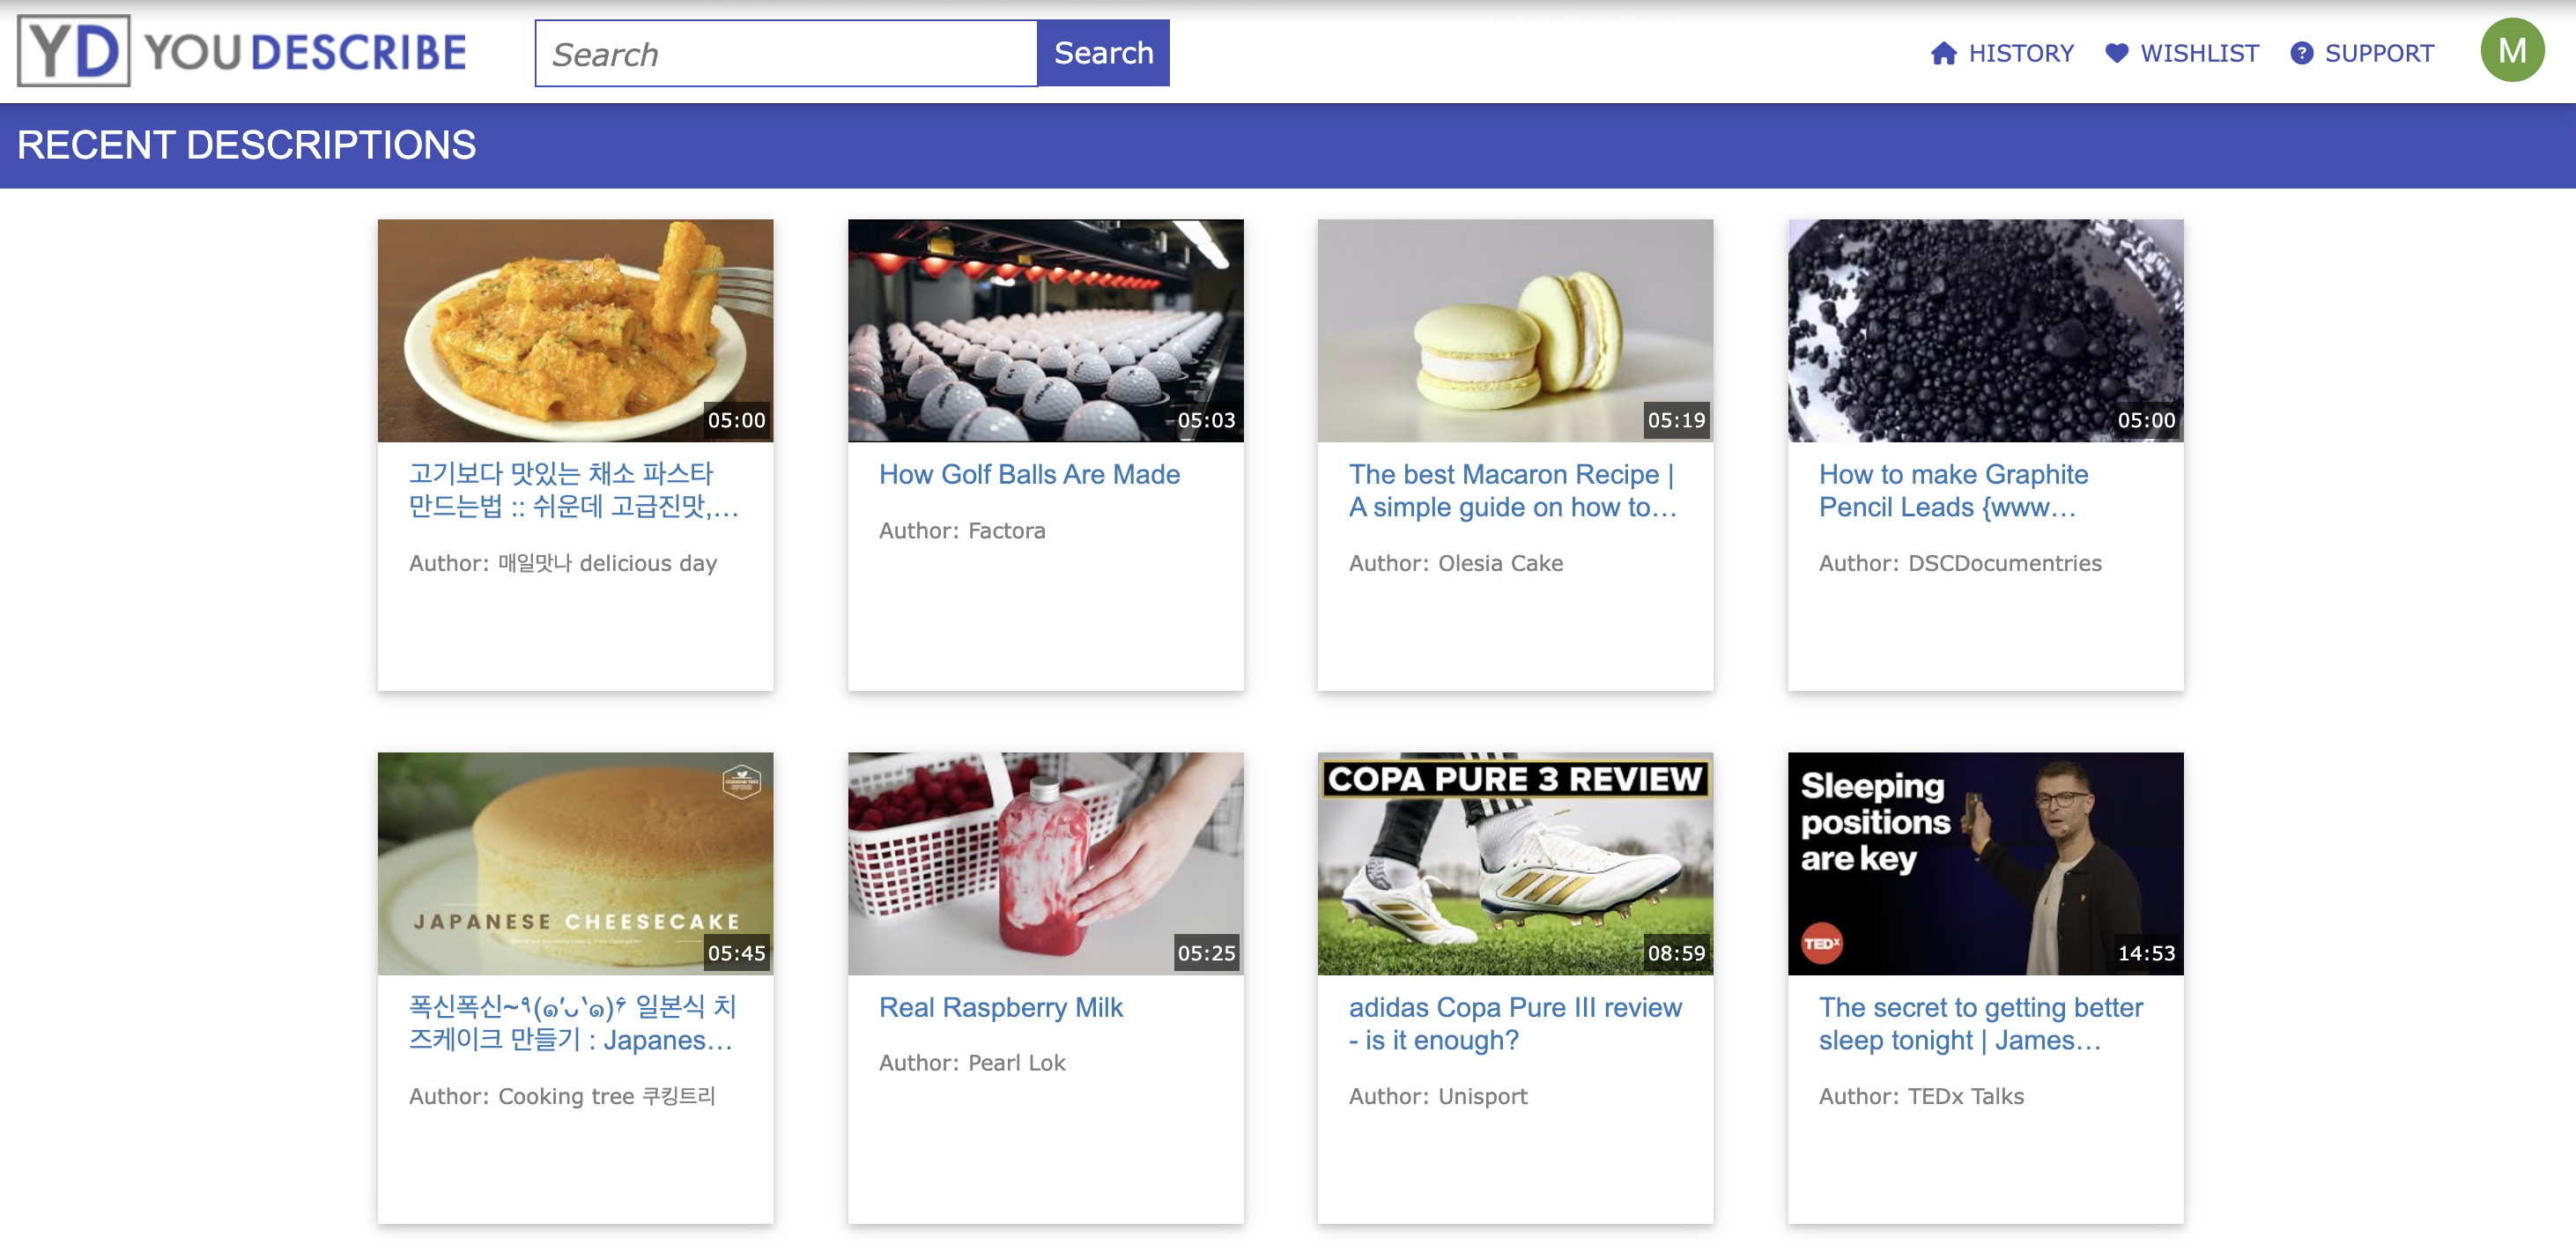 YD YOUDESCRIBE
Search
Search
HISTORY
WISHLIST
SUPPORT
M
RECENT DESCRIPTIONS
05:00
05:03
05:19
05:00
고기보다 맛있는 채소 파스타
만드는법 :: 쉬운데 고급진맛,...
Author: 매일맛나 delicious day
How Golf Balls Are Made
Author: Factora
The best Macaron Recipe |
A simple guide on how to...
Author: Olesia Cake
How to make Graphite
Pencil Leads {www...
Author: DSCDocumentries
COOKING TREE
JAPANESE CHEESECAKE
05:45
05:25
COPA PURE 3 REVIEW
08:59
Sleeping
positions
are key
TEDx
14:53
폭신폭신~٩(๑′ᴗ‵๑)۶ 일본식 치
즈케이크 만들기 : Japanes...
Author: Cooking tree 쿠킹트리
Real Raspberry Milk
Author: Pearl Lok
adidas Copa Pure III review
- is it enough?
Author: Unisport
The secret to getting better
sleep tonight | James...
Author: TEDx Talks